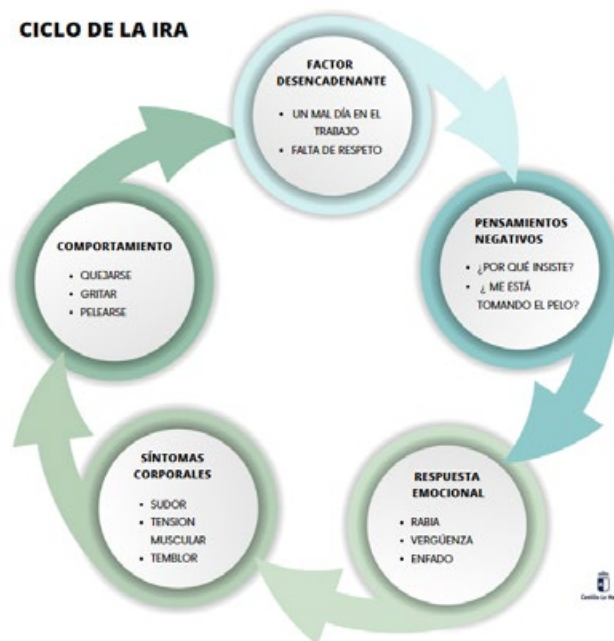 CICLO DE LA IRA
FACTOR
DESENCADENANTE
• UN MAL DÍA EN EL
TRABAJO
• FALTA DE RESPETO
PENSAMIENTOS
NEGATIVOS
• ¿POR QUÉ INSISTE?
• ¿ ME ESTÁ
TOMANDO EL PELO?
RESPUESTA
EMOCIONAL
• RABIA
• VERGÜENZA
• ENFADO
SÍNTOMAS
CORPORALES
• SUDOR
• TENSION
MUSCULAR
• TEMBLOR
COMPORTAMIENTO
• QUEJARSE
• GRITAR
• PELEARSE
Castilla-La